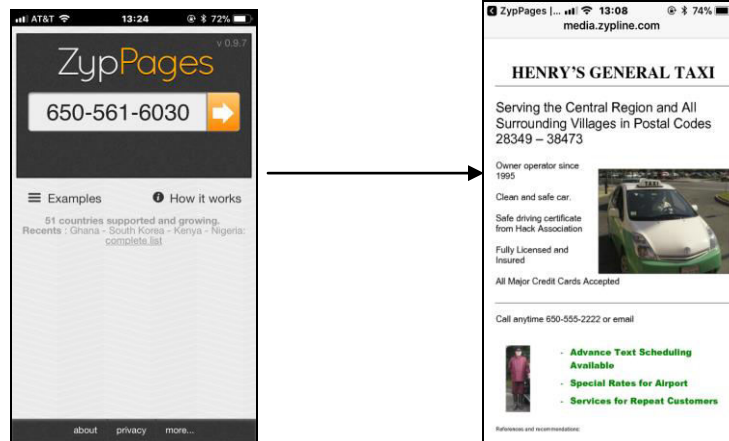 AT&T 13:24 72%
v 0.9.7
ZypPages
650-561-6030
Examples How it works
51 countries supported and growing.
Recents : Ghana - South Korea - Kenya - Nigeria:
complete list
about privacy more...
ZypPages |... 13:08 74%
media.zypline.com
HENRY'S GENERAL TAXI
Serving the Central Region and All
Surrounding Villages in Postal Codes
28349 – 38473
Owner operator since
1995
Clean and safe car.
Safe driving certificate
from Hack Association
Fully Licensed and
Insured
All Major Credit Cards Accepted
TAXI
Call anytime 650-555-2222 or email
- Advance Text Scheduling
Available
- Special Rates for Airport
- Services for Repeat Customers
References and recommendations: